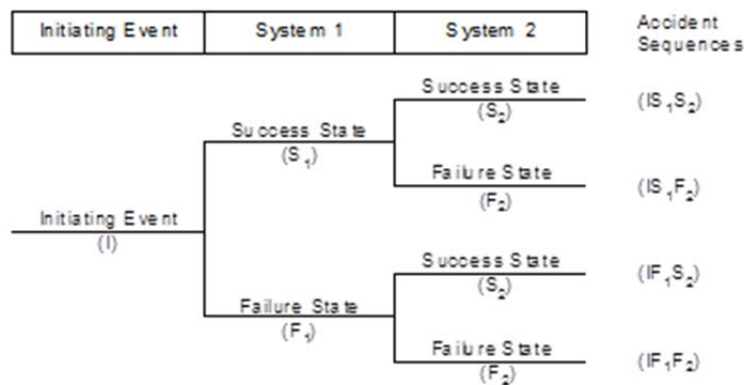 Initiating Event System 1 System 2 Accident
Sequences
Success State
(S₂) (IS₁S₂)
Success State
(S₁)
Failure State
(F₂) (IS₁F₂)
Initiating Event
(I)
Success State
(S₂) (IF₁S₂)
Failure State
(F₁)
Failure State
(F₂) (IF₁F₂)